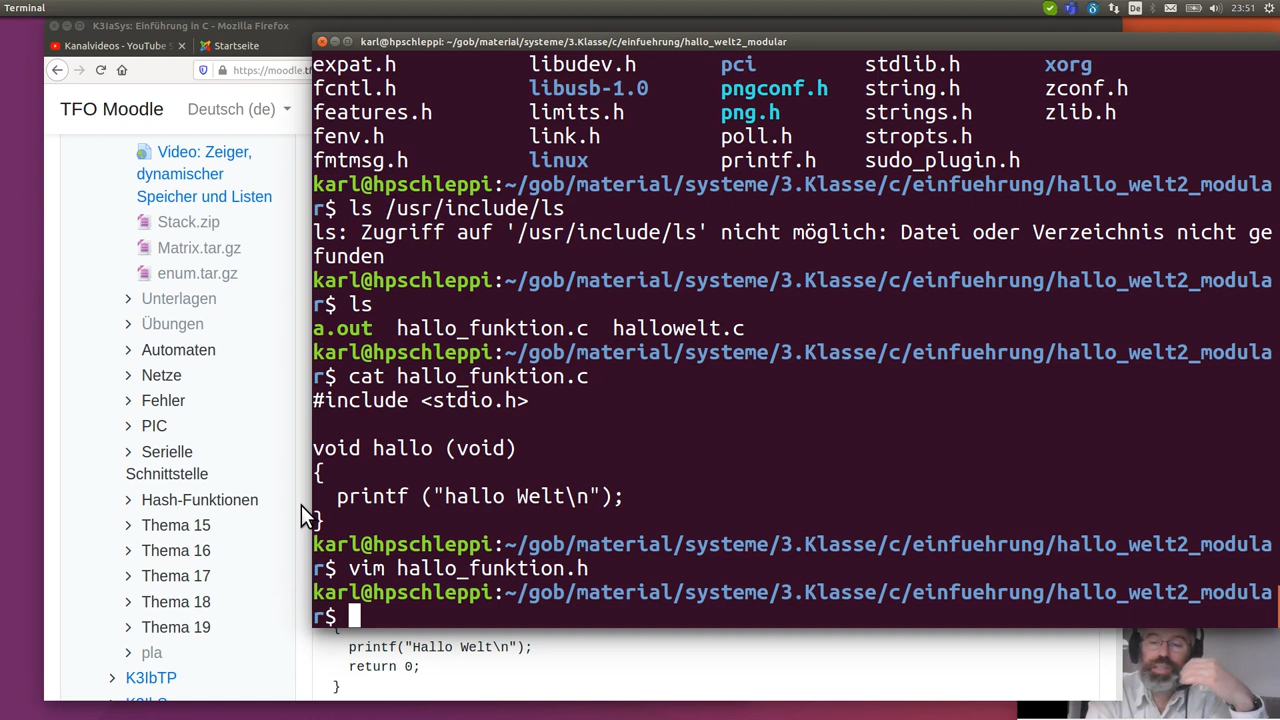 Terminal
De
23:51
K3IaSys: Einführung in C - Mozilla Firefox
Kanalvideos - YouTube S
Startseite
https://moodle.tf
TFO Moodle
Deutsch (de)
Video: Zeiger,
dynamischer
Speicher und Listen
Stack.zip
Matrix.tar.gz
enum.tar.gz
Unterlagen
Übungen
Automaten
Netze
Fehler
PIC
Serielle
Schnittstelle
Hash-Funktionen
Thema 15
Thema 16
Thema 17
Thema 18
Thema 19
pla
K3IbTP
karl@hpschleppi: ~/gob/material/systeme/3.Klasse/c/einfuehrung/hallo_welt2_modular
expat.h libudev.h pci stdlib.h xorg
fcntl.h libusb-1.0 pngconf.h string.h zconf.h
features.h limits.h png.h strings.h zlib.h
fenv.h link.h poll.h stropts.h
fmtmsg.h linux printf.h sudo_plugin.h
karl@hpschleppi:~/gob/material/systeme/3.Klasse/c/einfuehrung/hallo_welt2_modula
r$ ls /usr/include/ls
ls: Zugriff auf '/usr/include/ls' nicht möglich: Datei oder Verzeichnis nicht ge
funden
karl@hpschleppi:~/gob/material/systeme/3.Klasse/c/einfuehrung/hallo_welt2_modula
r$ ls
a.out hallo_funktion.c hallowelt.c
karl@hpschleppi:~/gob/material/systeme/3.Klasse/c/einfuehrung/hallo_welt2_modula
r$ cat hallo_funktion.c
#include <stdio.h>
void hallo (void)
{
printf ("hallo Welt\n");
}
karl@hpschleppi:~/gob/material/systeme/3.Klasse/c/einfuehrung/hallo_welt2_modula
r$ vim hallo_funktion.h
karl@hpschleppi:~/gob/material/systeme/3.Klasse/c/einfuehrung/hallo_welt2_modula
r$
{
printf("Hallo Welt\n");
return 0;
}